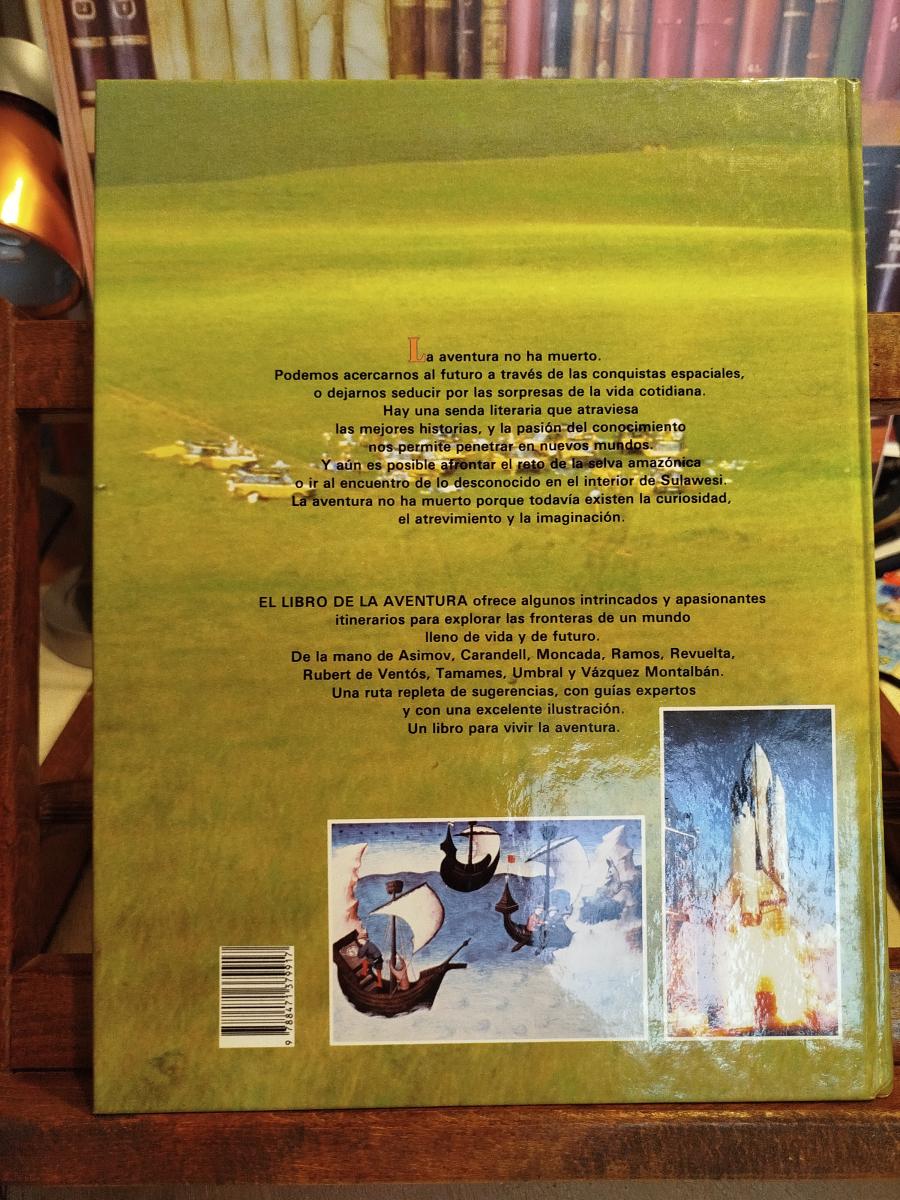 La aventura no ha muerto.
Podemos acercarnos al futuro a través de las conquistas espaciales,
o dejarnos seducir por las sorpresas de la vida cotidiana.
Hay una senda literaria que atraviesa
las mejores historias, y la pasión del conocimiento
nos permite penetrar en nuevos mundos.
Y aún es posible afrontar el reto de la selva amazónica
o ir al encuentro de lo desconocido en el interior de Sulawesi.
La aventura no ha muerto porque todavía existen la curiosidad,
el atrevimiento y la imaginación.
EL LIBRO DE LA AVENTURA ofrece algunos intrincados y apasionantes
itinerarios para explorar las fronteras de un mundo
lleno de vida y de futuro.
De la mano de Asimov, Carandell, Moncada, Ramos, Revuelta,
Rubert de Ventós, Tamames, Umbral y Vázquez Montalbán.
Una ruta repleta de sugerencias, con guías expertos
y con una excelente ilustración.
Un libro para vivir la aventura.
9 788471 379917